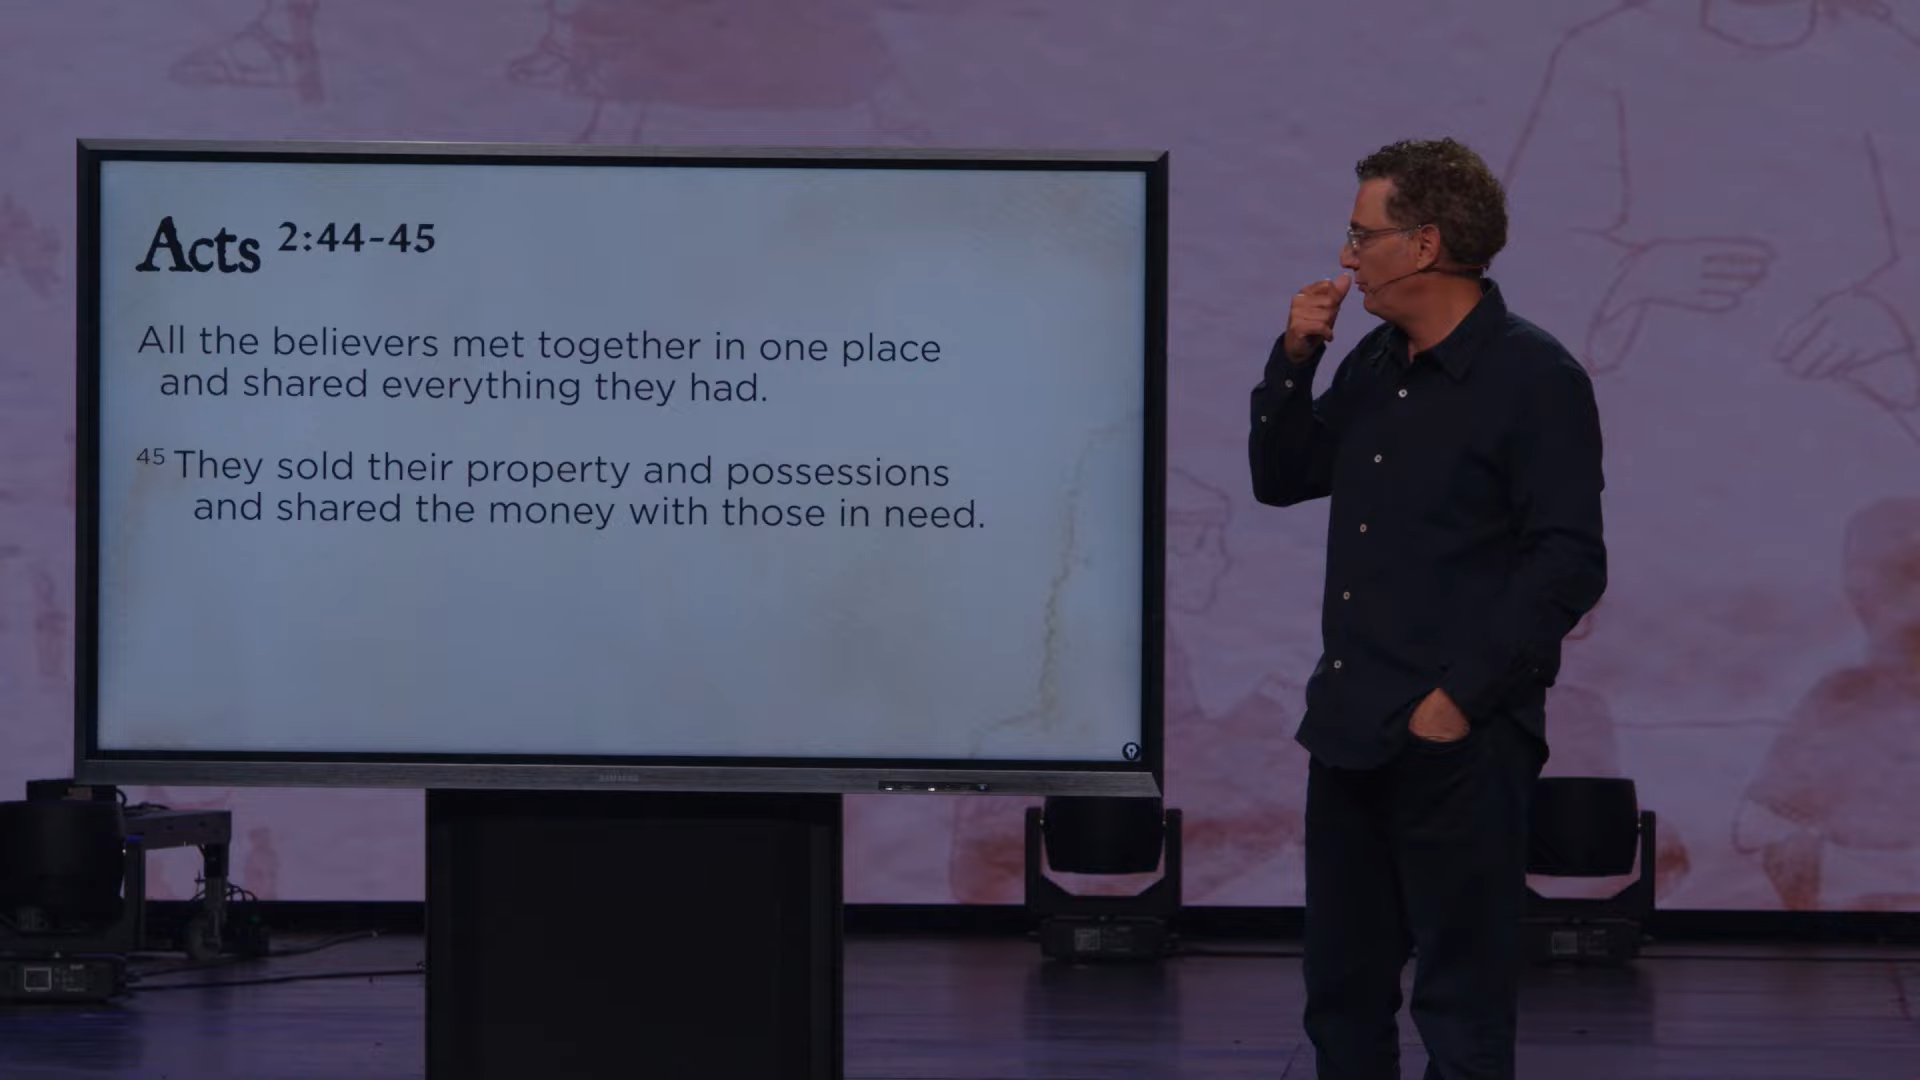 Acts 2:44-45
All the believers met together in one place
and shared everything they had.
45 They sold their property and possessions
and shared the money with those in need.